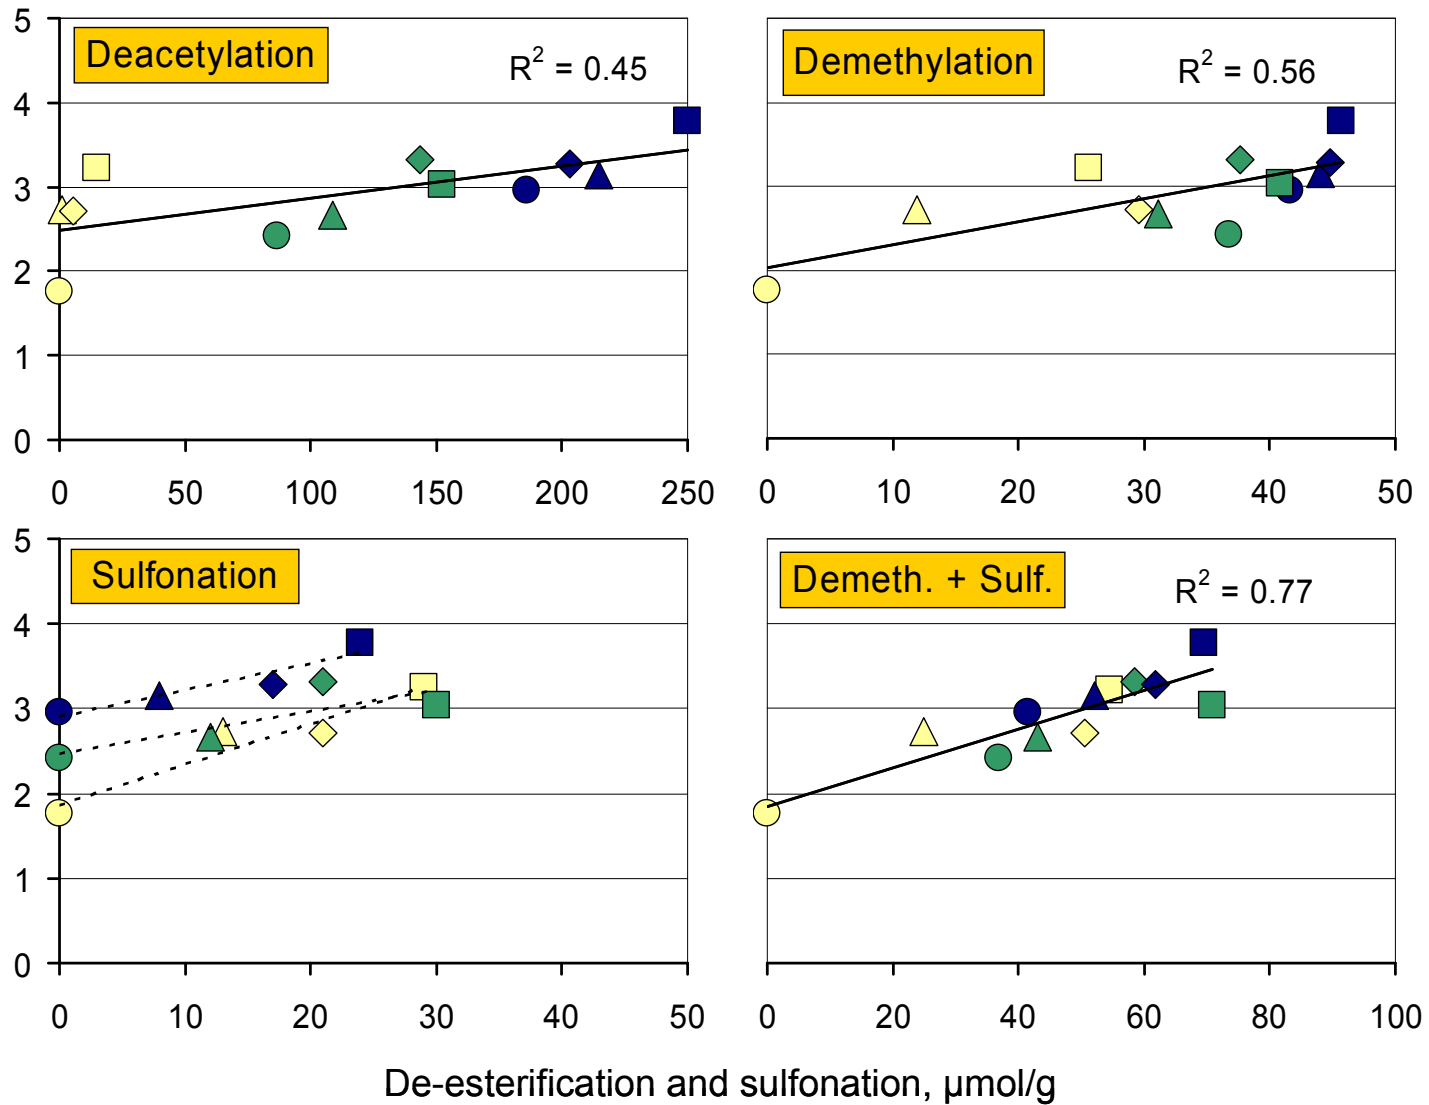 Deacetylation
R² = 0.45
5
4
3
2
1
0
0 50 100 150 200 250
Demethylation
R² = 0.56
0 10 20 30 40 50
Sulfonation
5
4
3
2
1
0
0 10 20 30 40 50
Demeth. + Sulf.
R² = 0.77
0 20 40 60 80 100
De-esterification and sulfonation, µmol/g